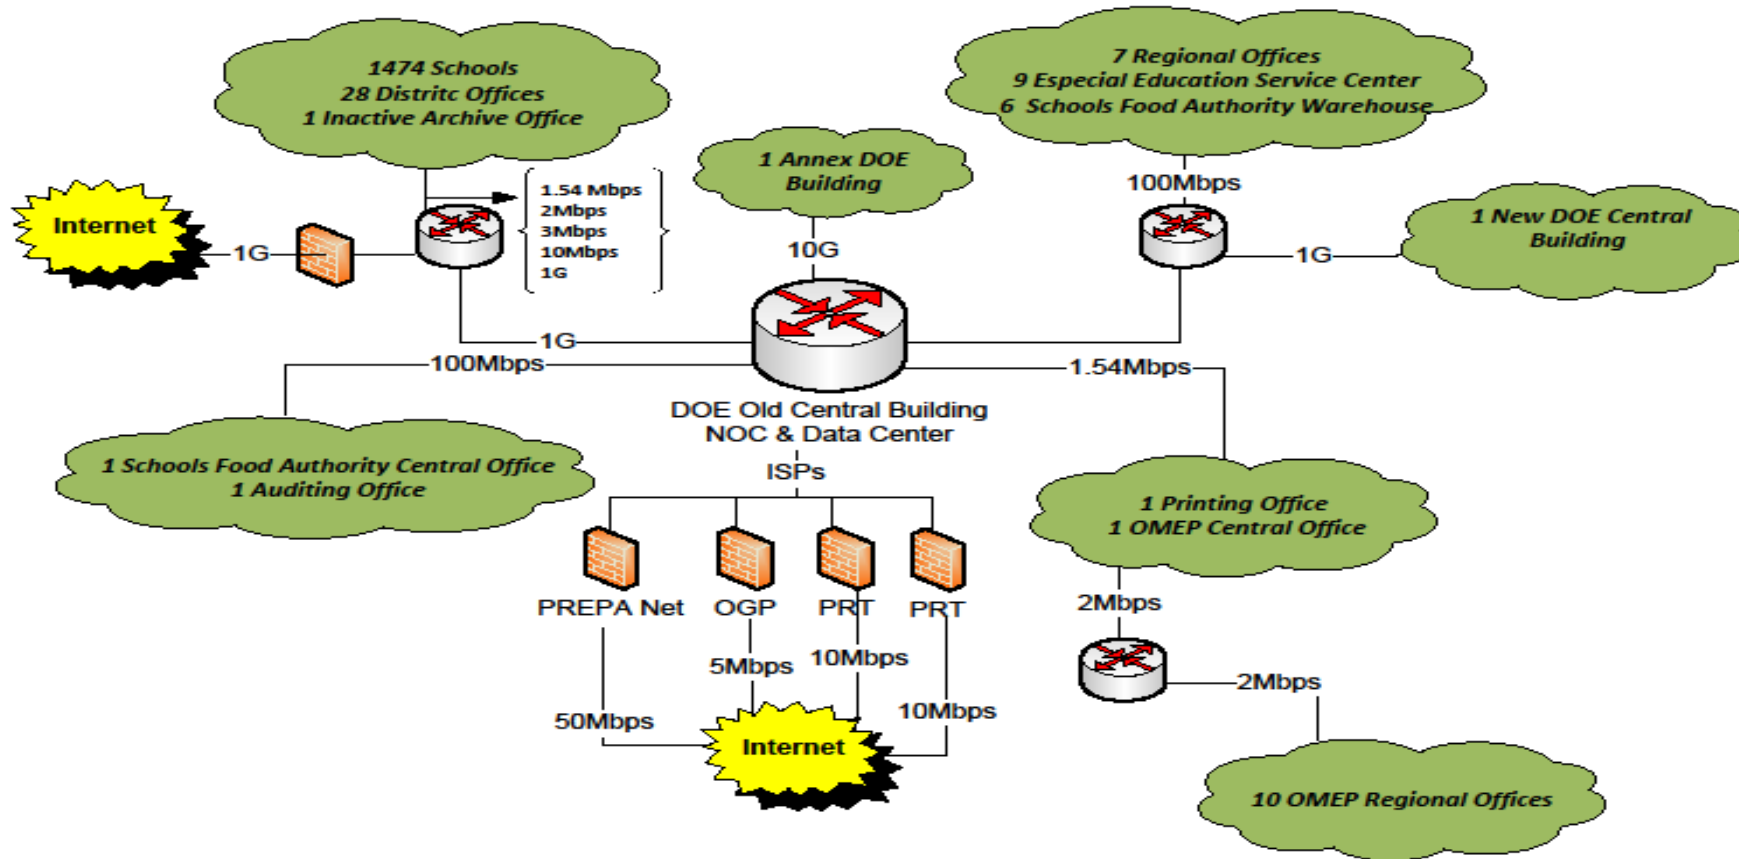 1474 Schools
28 Distritc Offices
1 Inactive Archive Office
7 Regional Offices
9 Especial Education Service Center
6 Schools Food Authority Warehouse
1 Annex DOE
Building
100Mbps
1 New DOE Central
Building
Internet
1G
1.54 Mbps
2Mbps
3Mbps
10Mbps
1G
10G
1G
1G
100Mbps
1.54Mbps
DOE Old Central Building
NOC & Data Center
ISPs
1 Schools Food Authority Central Office
1 Auditing Office
1 Printing Office
1 OMEP Central Office
PREPA Net
OGP
PRT
PRT
2Mbps
50Mbps
5Mbps
10Mbps
10Mbps
2Mbps
Internet
10 OMEP Regional Offices